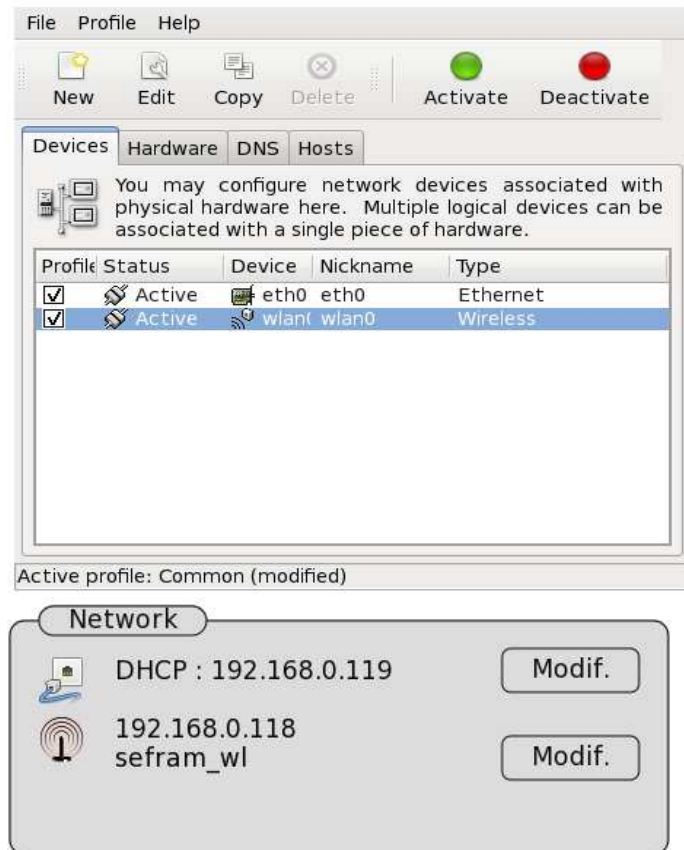 File Profile Help
New Edit Copy Delete Activate Deactivate
Devices Hardware DNS Hosts
You may configure network devices associated with
physical hardware here. Multiple logical devices can be
associated with a single piece of hardware.
Profile Status Device Nickname Type
Active eth0 eth0 Ethernet
Active wlan( wlan0 Wireless
Active profile: Common (modified)
Network
DHCP : 192.168.0.119 Modif.
192.168.0.118
sefram_wl Modif.